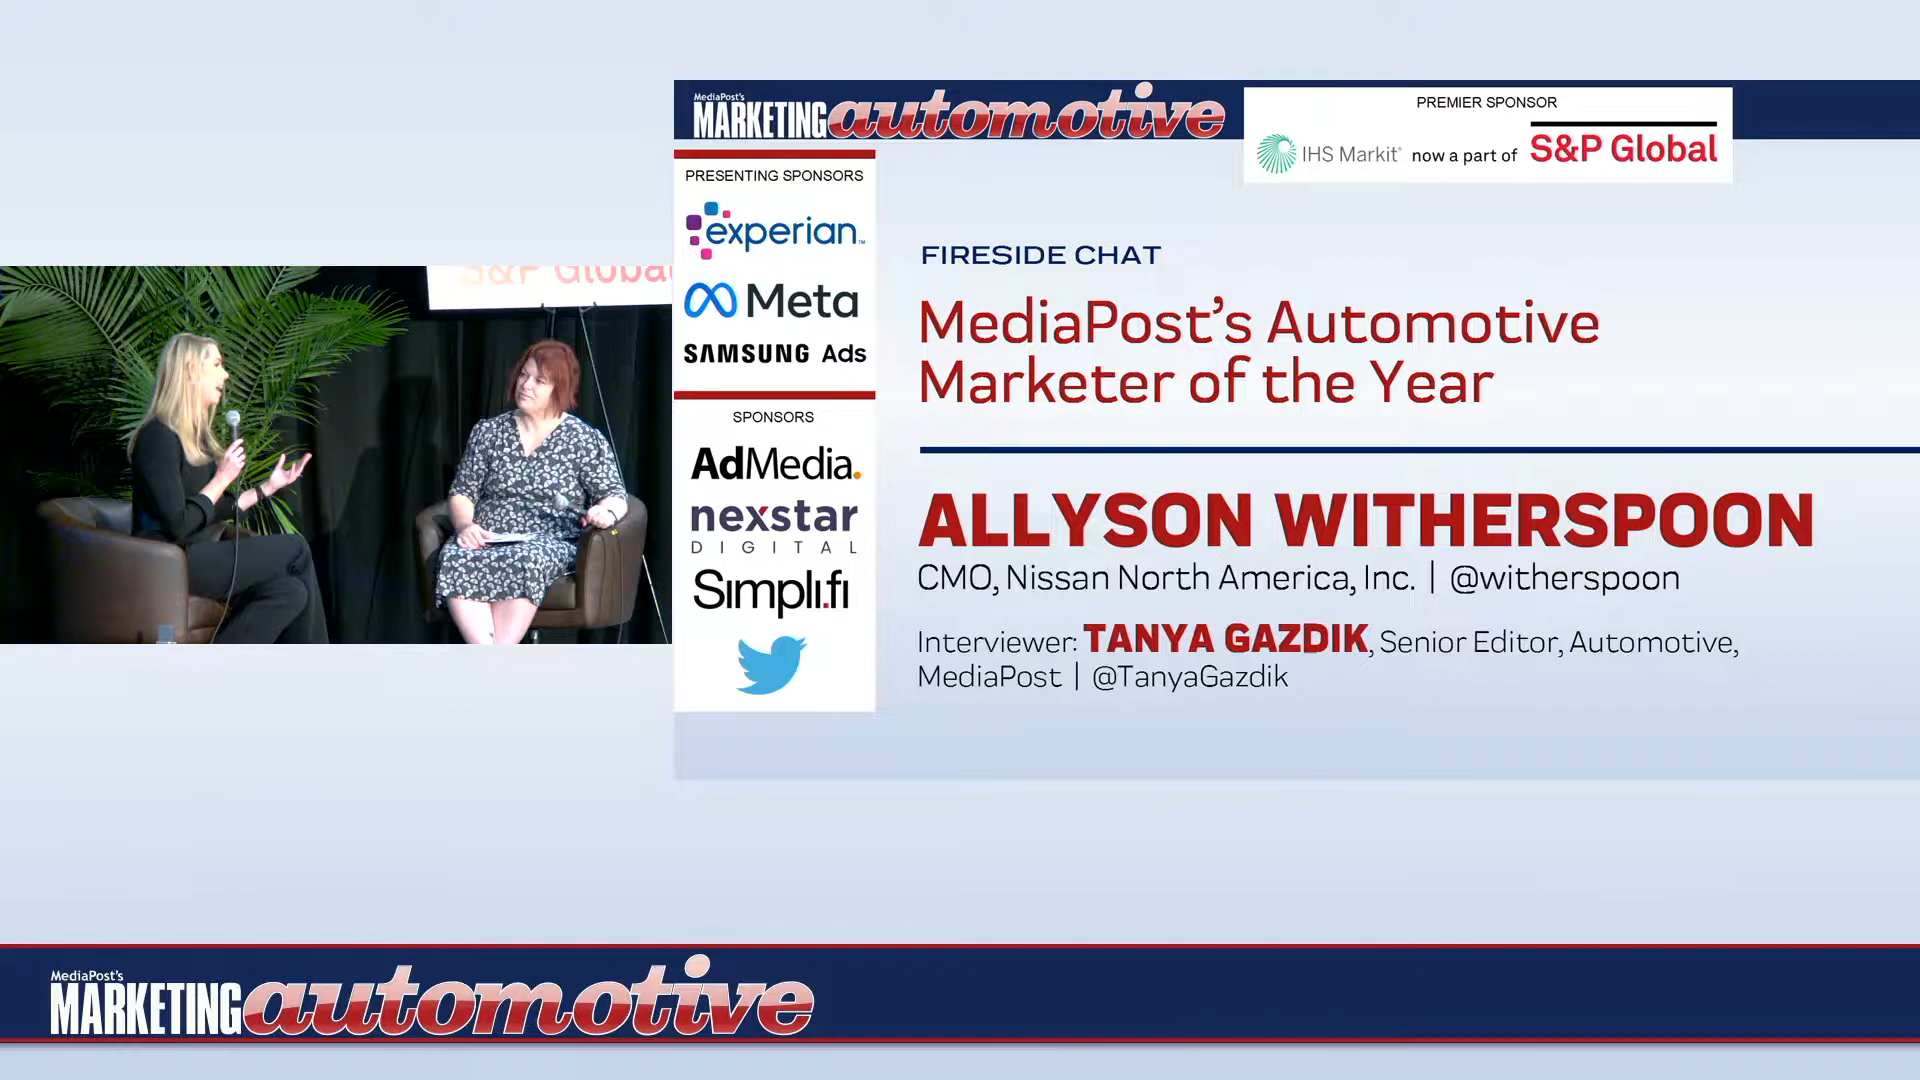 MediaPost's
MARKETING automotive
PREMIER SPONSOR
IHS Markit® now a part of S&P Global
PRESENTING SPONSORS
experian™
Meta
SAMSUNG Ads
SPONSORS
AdMedia.
nexstar
DIGITAL
Simpli.fi
S&P Global
FIRESIDE CHAT
MediaPost's Automotive
Marketer of the Year
ALLYSON WITHERSPOON
CMO, Nissan North America, Inc. | @witherspoon
Interviewer: TANYA GAZDIK, Senior Editor, Automotive,
MediaPost | @TanyaGazdik
MediaPost's
MARKETING automotive